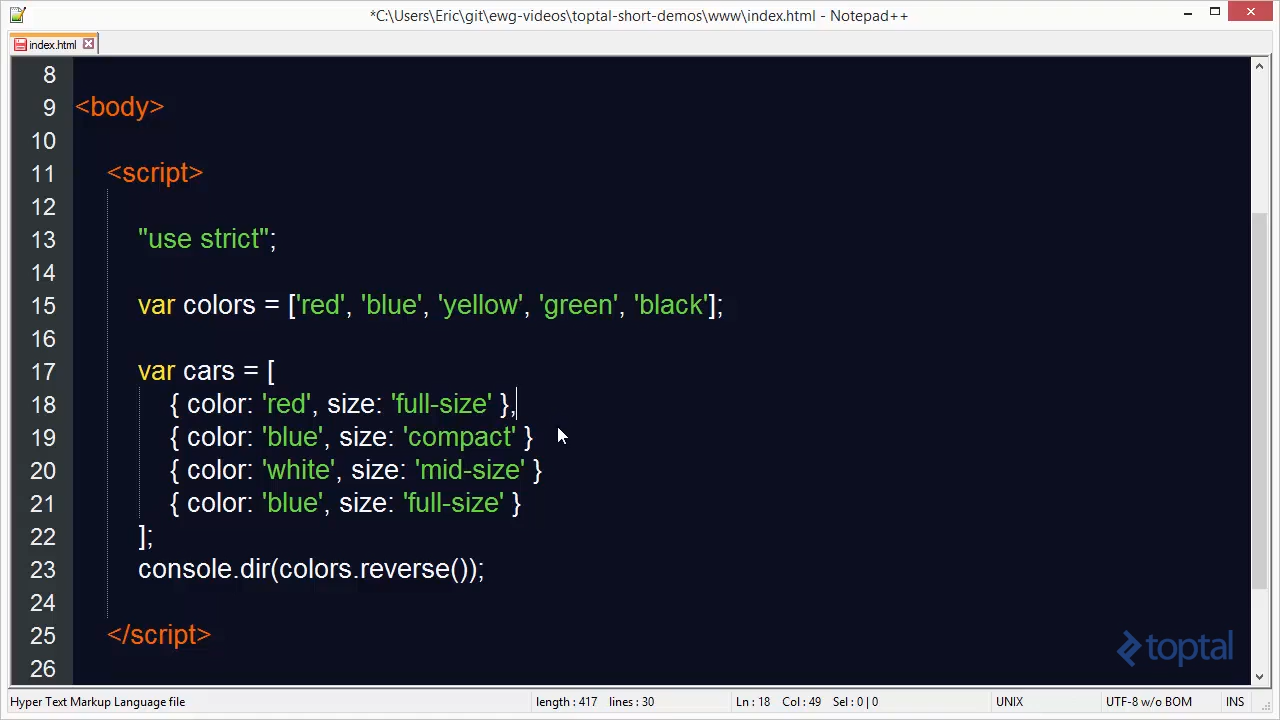 *C:\Users\Eric\git\ewg-videos\toptal-short-demos\www\index.html - Notepad++
index.html
8
9 <body>
10
11 <script>
12
13 "use strict";
14
15 var colors = ['red', 'blue', 'yellow', 'green', 'black'];
16
17 var cars = [
18 { color: 'red', size: 'full-size' },
19 { color: 'blue', size: 'compact' }
20 { color: 'white', size: 'mid-size' }
21 { color: 'blue', size: 'full-size' }
22 ];
23 console.dir(colors.reverse());
24
25 </script>
26
toptal
Hyper Text Markup Language file length : 417 lines : 30 Ln : 18 Col : 49 Sel : 0 | 0 UNIX UTF-8 w/o BOM INS